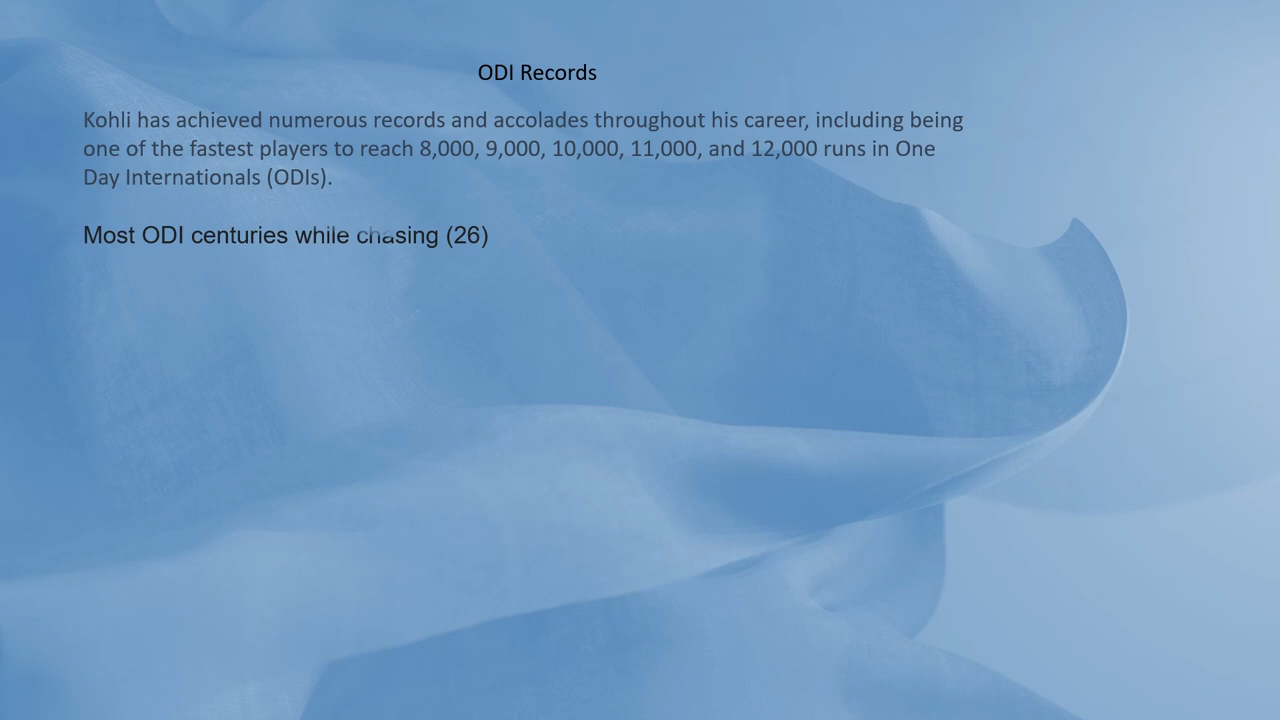 ODI Records
Kohli has achieved numerous records and accolades throughout his career, including being
one of the fastest players to reach 8,000, 9,000, 10,000, 11,000, and 12,000 runs in One
Day Internationals (ODIs).
Most ODI centuries while chasing (26)